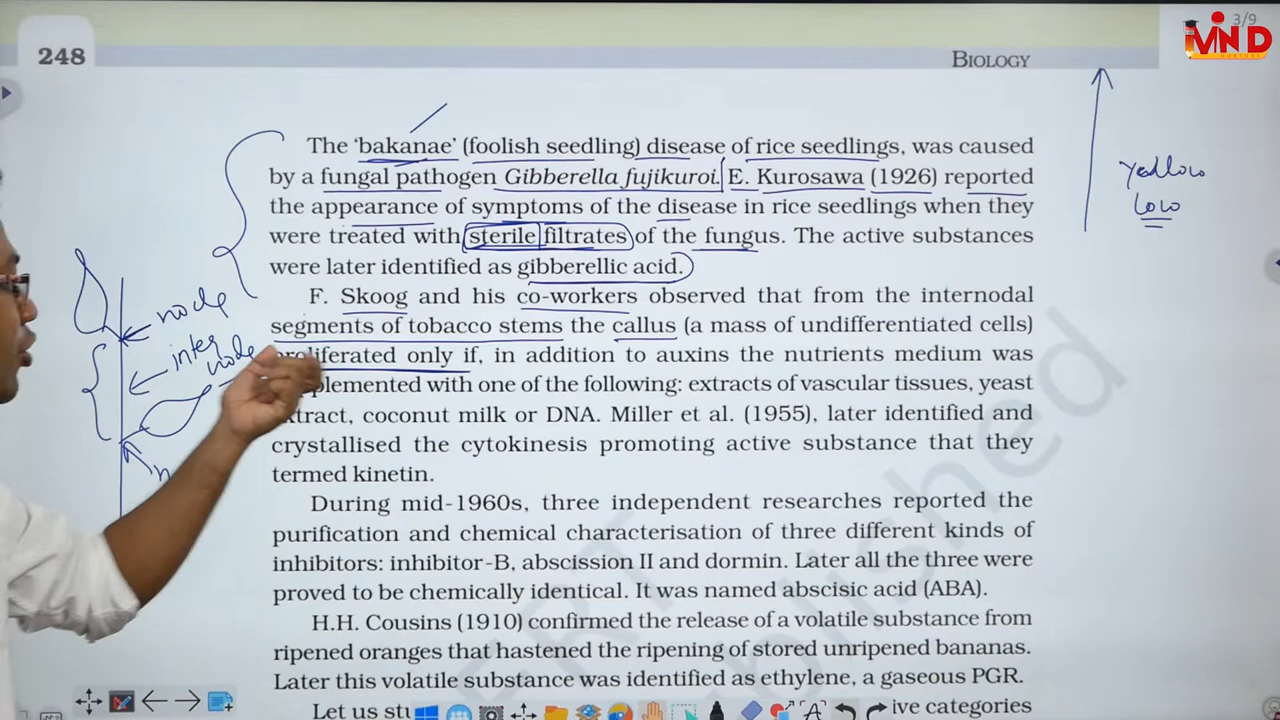 3/9
MIND
248
BIOLOGY
The ‘bakanae’ (foolish seedling) disease of rice seedlings, was caused
by a fungal pathogen Gibberella fujikuroi. E. Kurosawa (1926) reported
the appearance of symptoms of the disease in rice seedlings when they
were treated with sterile filtrates of the fungus. The active substances
were later identified as gibberellic acid.
F. Skoog and his co-workers observed that from the internodal
segments of tobacco stems the callus (a mass of undifferentiated cells)
proliferated only if, in addition to auxins the nutrients medium was
supplemented with one of the following: extracts of vascular tissues, yeast
extract, coconut milk or DNA. Miller et al. (1955), later identified and
crystallised the cytokinesis promoting active substance that they
termed kinetin.
During mid-1960s, three independent researches reported the
purification and chemical characterisation of three different kinds of
inhibitors: inhibitor-B, abscission II and dormin. Later all the three were
proved to be chemically identical. It was named abscisic acid (ABA).
H.H. Cousins (1910) confirmed the release of a volatile substance from
ripened oranges that hastened the ripening of stored unripened bananas.
Later this volatile substance was identified as ethylene, a gaseous PGR.
Let us stu ive categories
node
inter
node
n
yellow
low